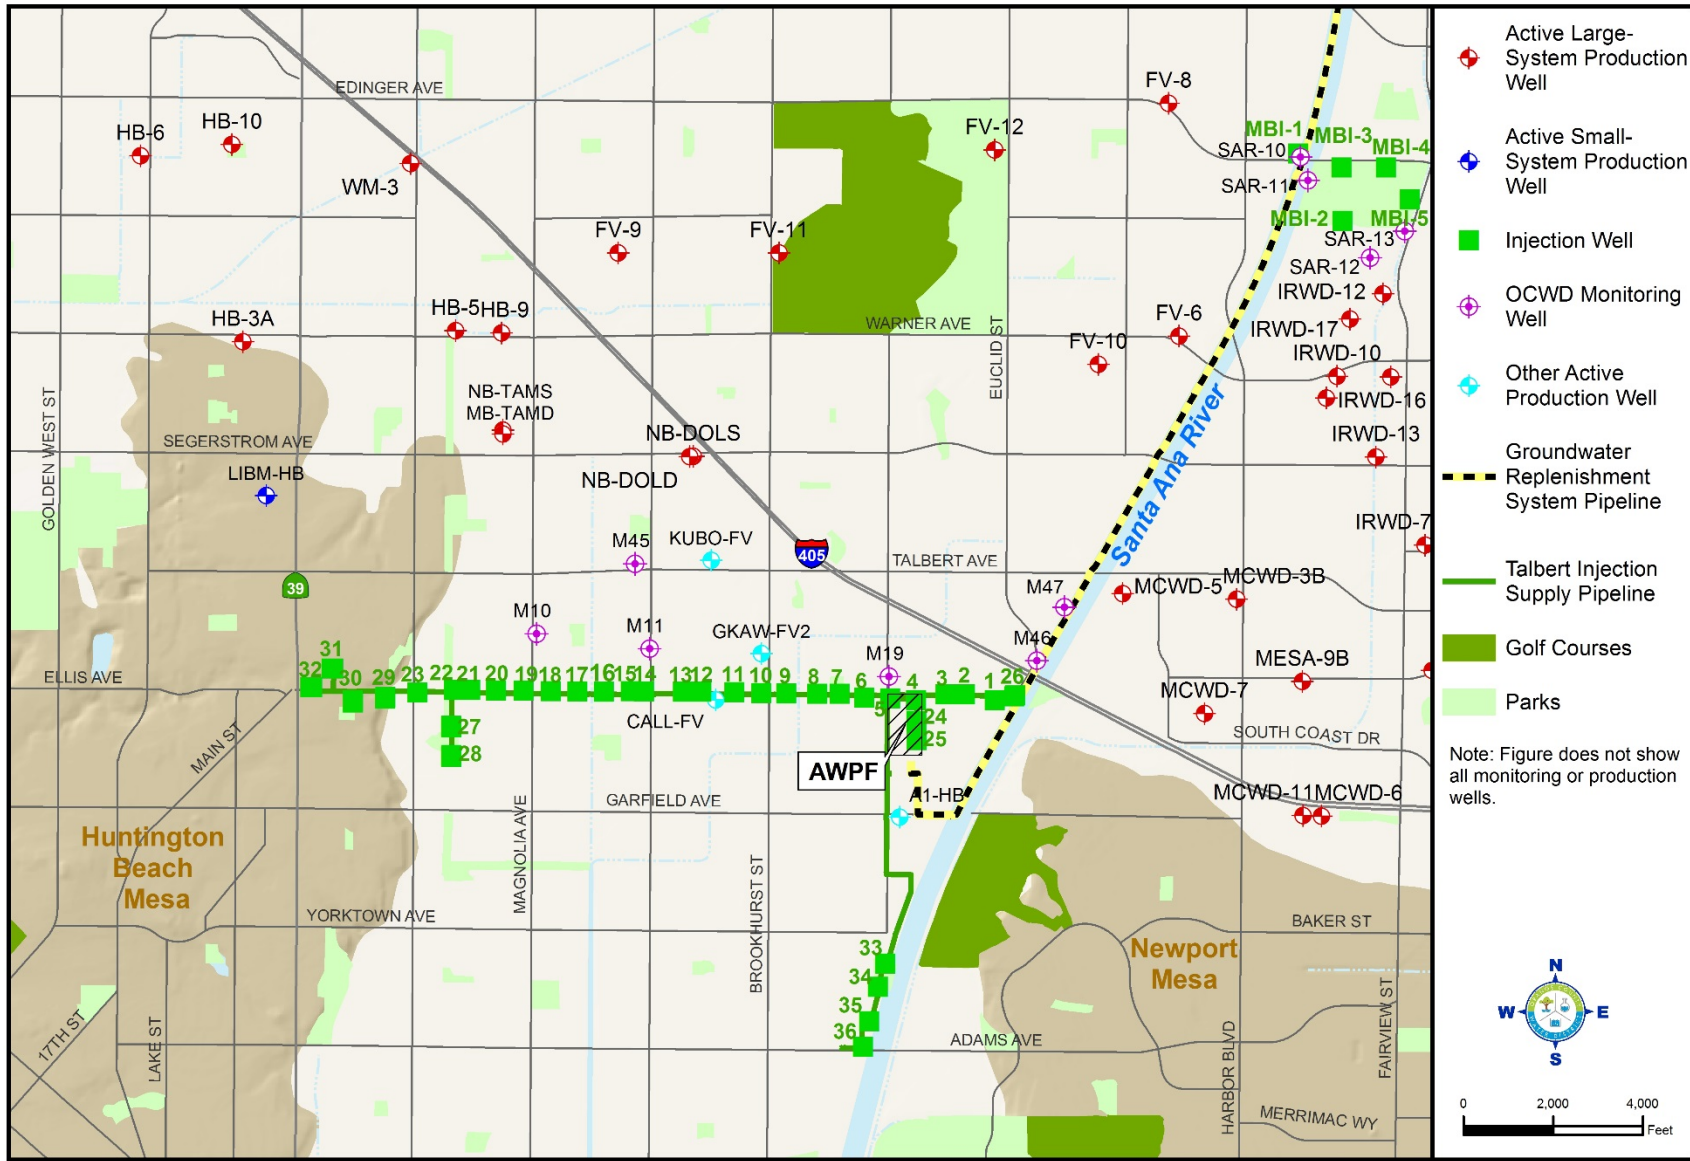 EDINGER AVE
FV-8
HB-6
HB-10
WM-3
FV-12
MBI-1
MBI-3
MBI-4
SAR-10
SAR-11
MBI-2
MBI-5
SAR-13
SAR-12
FV-9
FV-11
IRWD-12
HB-3A
HB-5
HB-9
WARNER AVE
EUCLID ST
FV-10
FV-6
IRWD-17
IRWD-10
IRWD-16
IRWD-13
GOLDEN WEST ST
NB-TAMS
MB-TAMD
SEGERSTROM AVE
LIBM-HB
NB-DOLS
NB-DOLD
Santa Ana River
IRWD-7
M45
KUBO-FV
405
TALBERT AVE
39
M47
MCWD-5
MCWD-3B
M10
M11
GKAW-FV2
M19
M46
MESA-9B
MCWD-7
SOUTH COAST DR
ELLIS AVE
32
31
30
29
23
22
21
20
19
18
17
16
15
14
13
12
11
10
9
8
7
6
5
4
3
2
1
26
24
25
27
28
CALL-FV
AWPF
MAIN ST
A1-HB
GARFIELD AVE
MAGNOLIA AVE
BROOKHURST ST
MCWD-11
MCWD-6
Huntington
Beach
Mesa
YORKTOWN AVE
33
34
35
36
BAKER ST
Newport
Mesa
17TH ST
LAKE ST
ADAMS AVE
HARBOR BLVD
FAIRVIEW ST
MERRIMAC WY
Active Large-
System Production
Well
Active Small-
System Production
Well
Injection Well
OCWD Monitoring
Well
Other Active
Production Well
Groundwater
Replenishment
System Pipeline
Talbert Injection
Supply Pipeline
Golf Courses
Parks
Note: Figure does not show
all monitoring or production
wells.
N
W
E
S
0
2,000
4,000
Feet